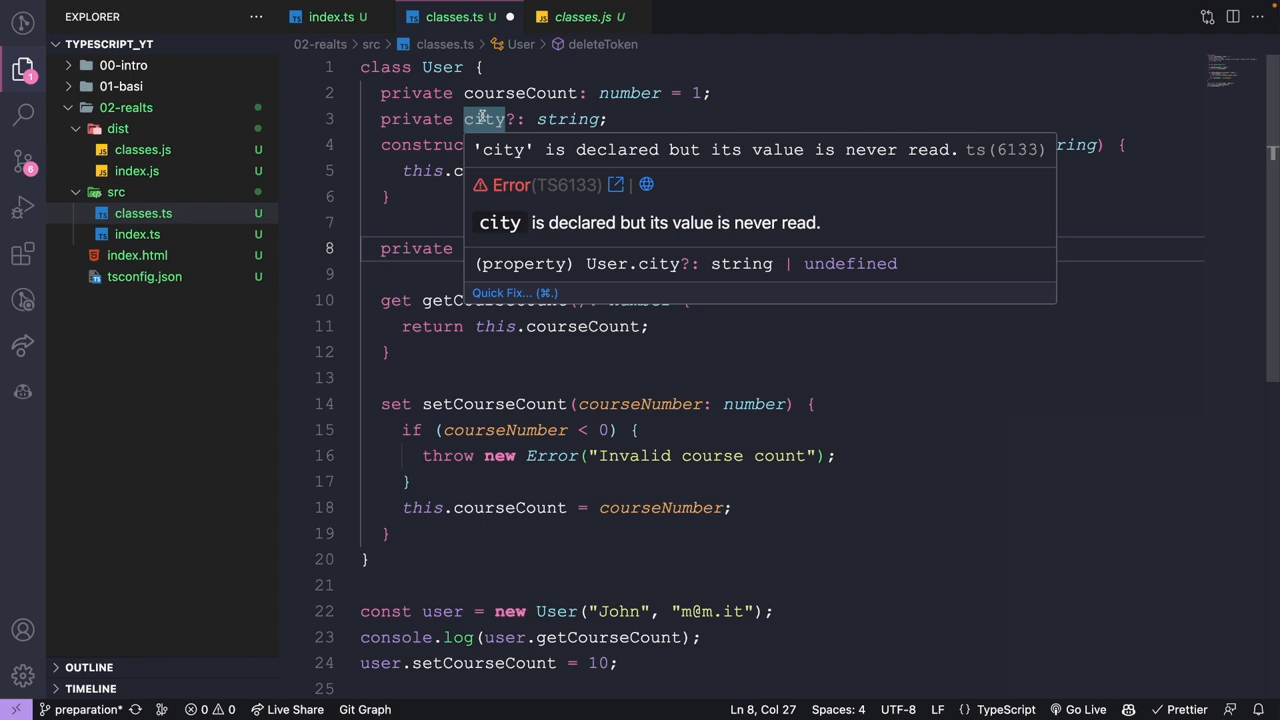 EXPLORER
index.ts U
classes.ts U
classes.js U
TYPESCRIPT_YT
02-realts > src > classes.ts > User > deleteToken
00-intro
01-basi
02-realts
dist
classes.js U
index.js U
src
classes.ts U
index.ts U
index.html U
tsconfig.json U
OUTLINE
TIMELINE
1 class User {
2 private courseCount: number = 1;
3 private city?: string;
4 construc ng) {
5 this.c
6 }
7
8 private
9
10 get getCourseCount(): number {
11 return this.courseCount;
12 }
13
14 set setCourseCount(courseNumber: number) {
15 if (courseNumber < 0) {
16 throw new Error("Invalid course count");
17 }
18 this.courseCount = courseNumber;
19 }
20 }
21
22 const user = new User("John", "m@m.it");
23 console.log(user.getCourseCount);
24 user.setCourseCount = 10;
25
'city' is declared but its value is never read. ts(6133)
Error(TS6133) |
city is declared but its value is never read.
(property) User.city?: string | undefined
Quick Fix... (⌘.)
1
6
preparation* 0 0 Live Share Git Graph Ln 8, Col 27 Spaces: 4 UTF-8 LF {} TypeScript Go Live Prettier